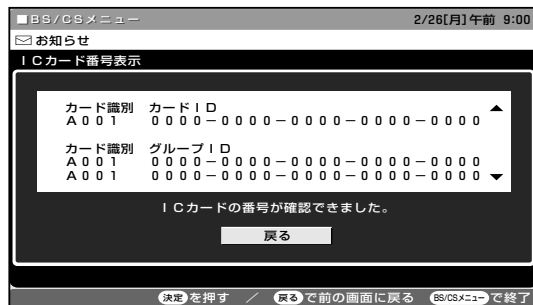 ■BS/CSメニュー 2/26[月]午前 9:00
お知らせ
ICカード番号表示
カード識別 カードID ▲
A001 0000－0000－0000－0000－0000
カード識別 グループID
A001 0000－0000－0000－0000－0000
A001 0000－0000－0000－0000－0000 ▼
ICカードの番号が確認できました。
戻る
決定を押す ／ 戻るで前の画面に戻る BS/CSメニューで終了